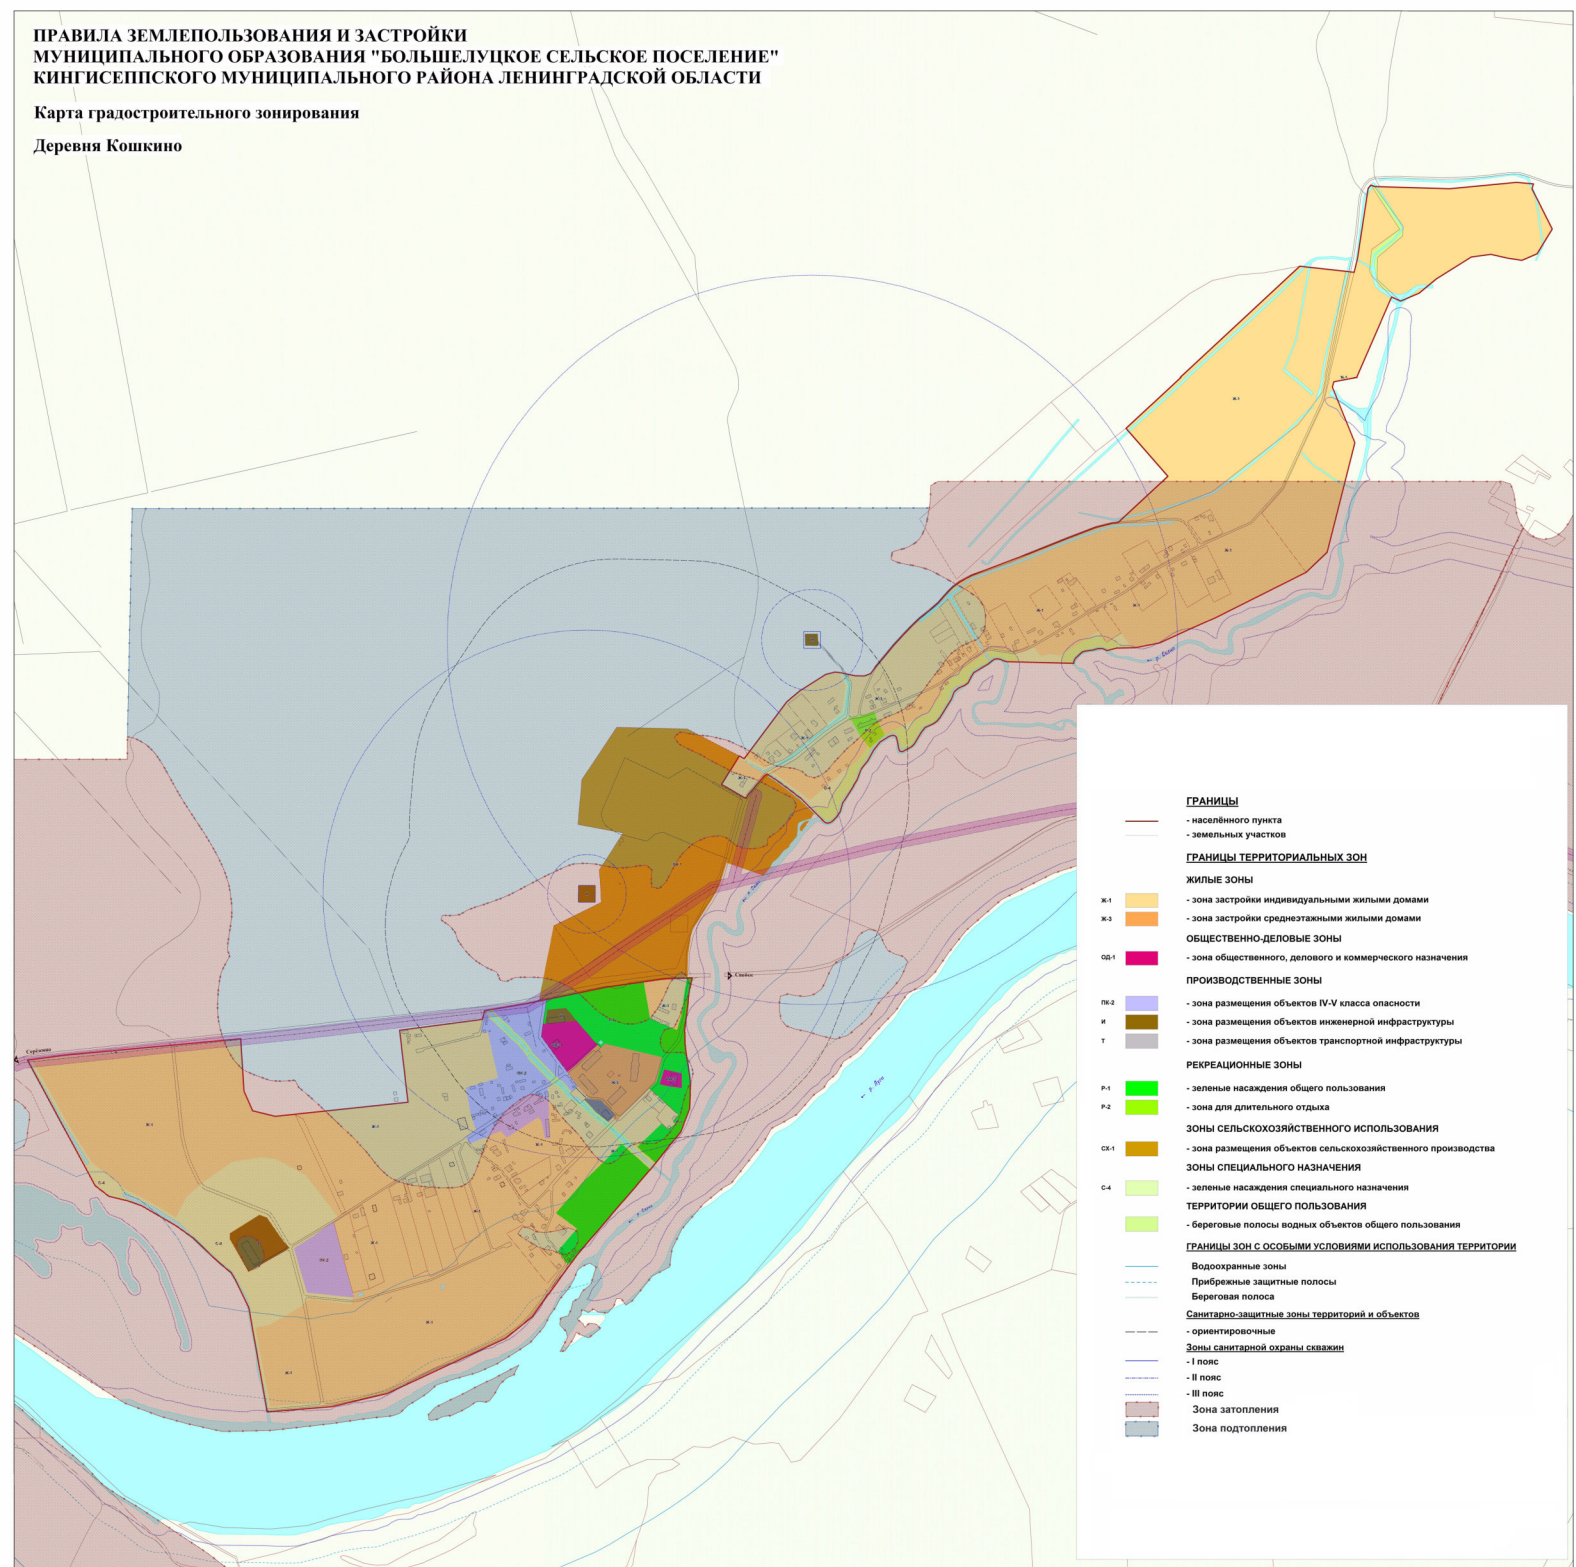 ПРАВИЛА ЗЕМЛЕПОЛЬЗОВАНИЯ И ЗАСТРОЙКИ
МУНИЦИПАЛЬНОГО ОБРАЗОВАНИЯ "БОЛЬШЕЛУЦКОЕ СЕЛЬСКОЕ ПОСЕЛЕНИЕ"
КИНГИСЕППСКОГО МУНИЦИПАЛЬНОГО РАЙОНА ЛЕНИНГРАДСКОЙ ОБЛАСТИ
Карта градостроительного зонирования
Деревня Кошкино
р. Луга
ГРАНИЦЫ
- населённого пункта
- земельных участков
ГРАНИЦЫ ТЕРРИТОРИАЛЬНЫХ ЗОН
ЖИЛЫЕ ЗОНЫ
Ж-1 - зона застройки индивидуальными жилыми домами
Ж-3 - зона застройки среднеэтажными жилыми домами
ОБЩЕСТВЕННО-ДЕЛОВЫЕ ЗОНЫ
ОД-1 - зона общественного, делового и коммерческого назначения
ПРОИЗВОДСТВЕННЫЕ ЗОНЫ
ПК-2 - зона размещения объектов IV-V класса опасности
И - зона размещения объектов инженерной инфраструктуры
Т - зона размещения объектов транспортной инфраструктуры
РЕКРЕАЦИОННЫЕ ЗОНЫ
Р-1 - зеленые насаждения общего пользования
Р-2 - зона для длительного отдыха
ЗОНЫ СЕЛЬСКОХОЗЯЙСТВЕННОГО ИСПОЛЬЗОВАНИЯ
СХ-1 - зона размещения объектов сельскохозяйственного производства
ЗОНЫ СПЕЦИАЛЬНОГО НАЗНАЧЕНИЯ
С-4 - зеленые насаждения специального назначения
ТЕРРИТОРИИ ОБЩЕГО ПОЛЬЗОВАНИЯ
- береговые полосы водных объектов общего пользования
ГРАНИЦЫ ЗОН С ОСОБЫМИ УСЛОВИЯМИ ИСПОЛЬЗОВАНИЯ ТЕРРИТОРИИ
Водоохранные зоны
Прибрежные защитные полосы
Береговая полоса
Санитарно-защитные зоны территорий и объектов
- ориентировочные
Зоны санитарной охраны скважин
- I пояс
- II пояс
- III пояс
Зона затопления
Зона подтопления